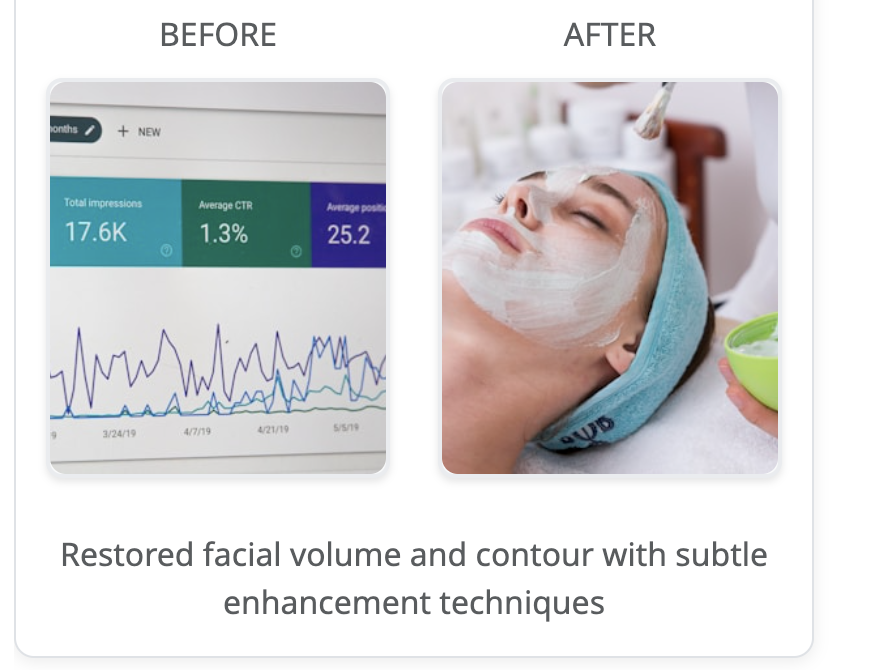 BEFORE
AFTER
onths
+ NEW
Total impressions
17.6K
Average CTR
1.3%
Average positio
25.2
3/24/19
4/7/19
4/21/19
5/5/19
Restored facial volume and contour with subtle
enhancement techniques